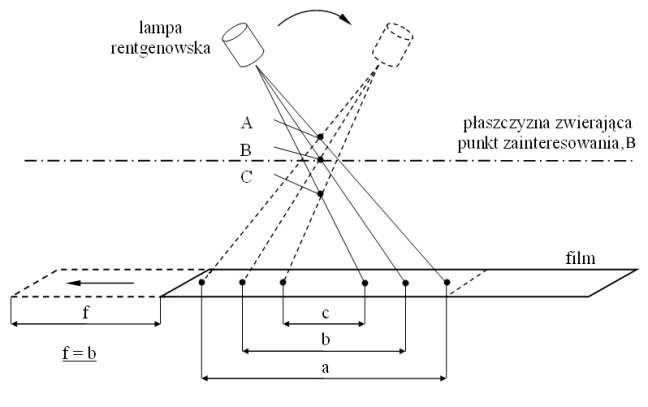 lampa
rentgenowska
A
B
C
płaszczyzna zwierająca
punkt zainteresowania,B
film
f
c
b
a
f = b